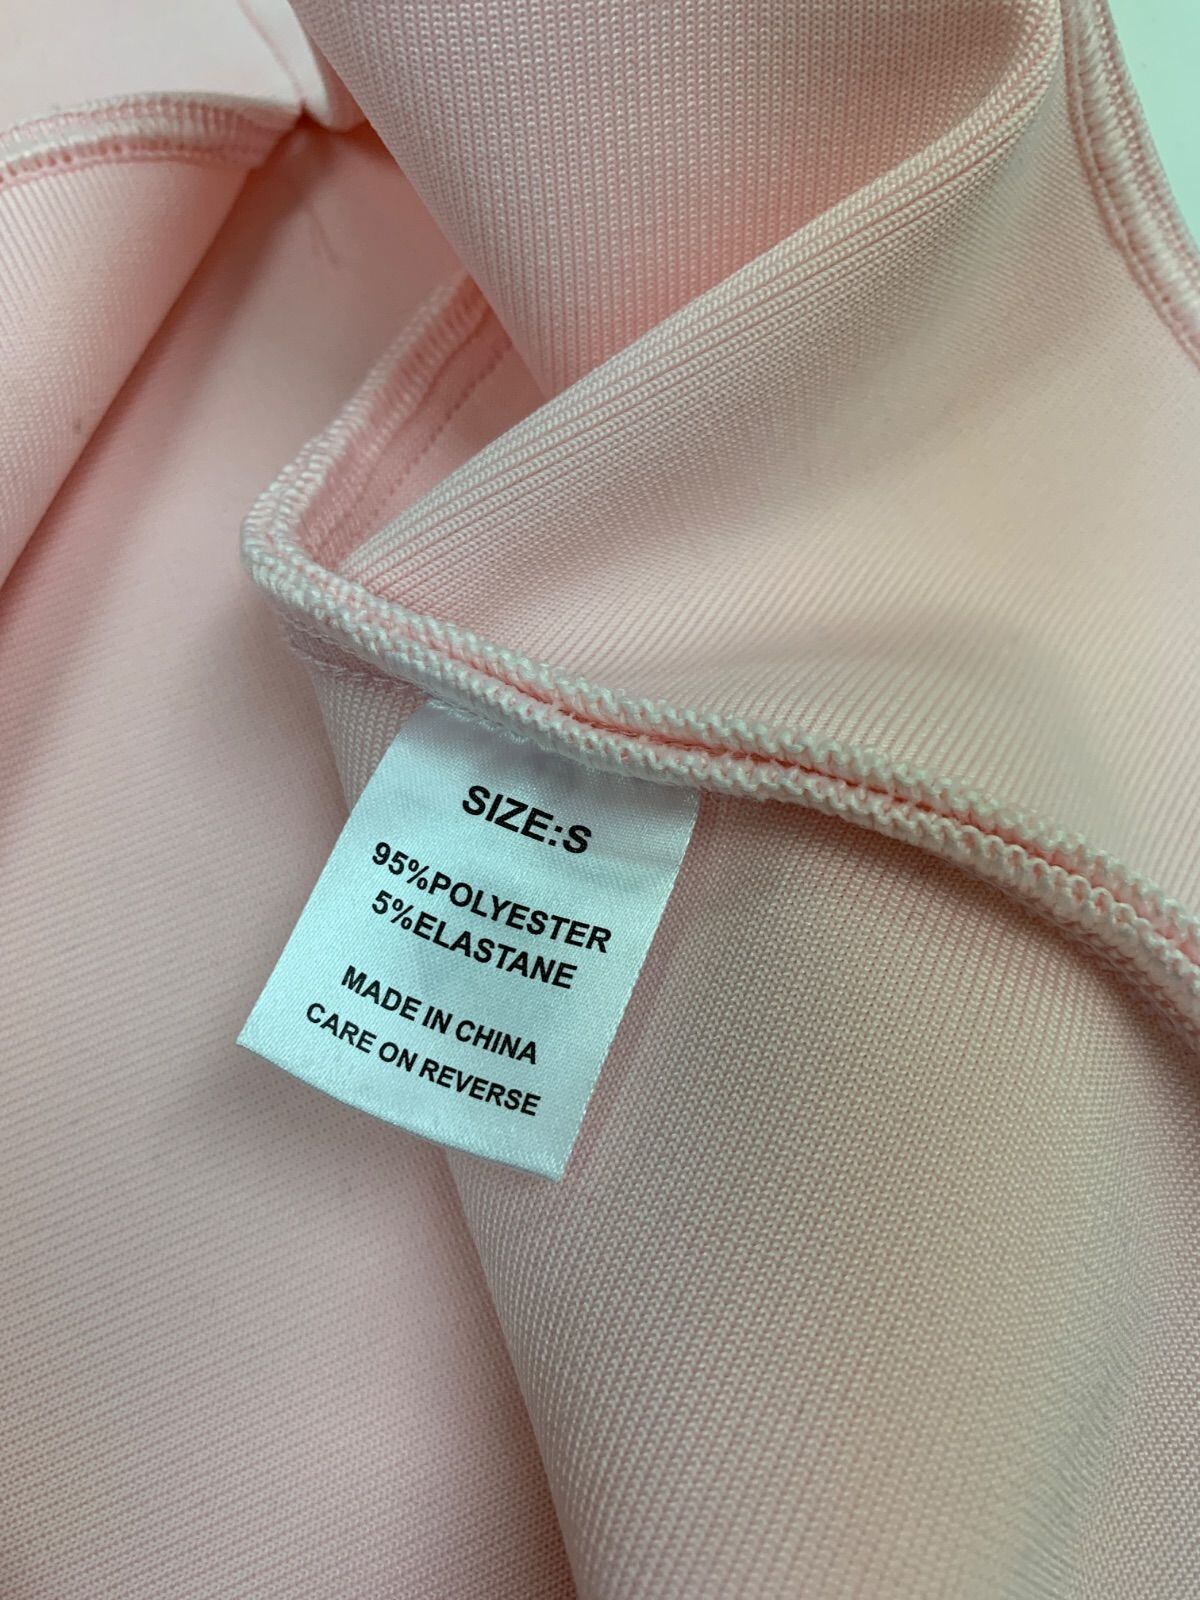 SIZE:S
95%POLYESTER
5%ELASTANE
MADE IN CHINA
CARE ON REVERSE